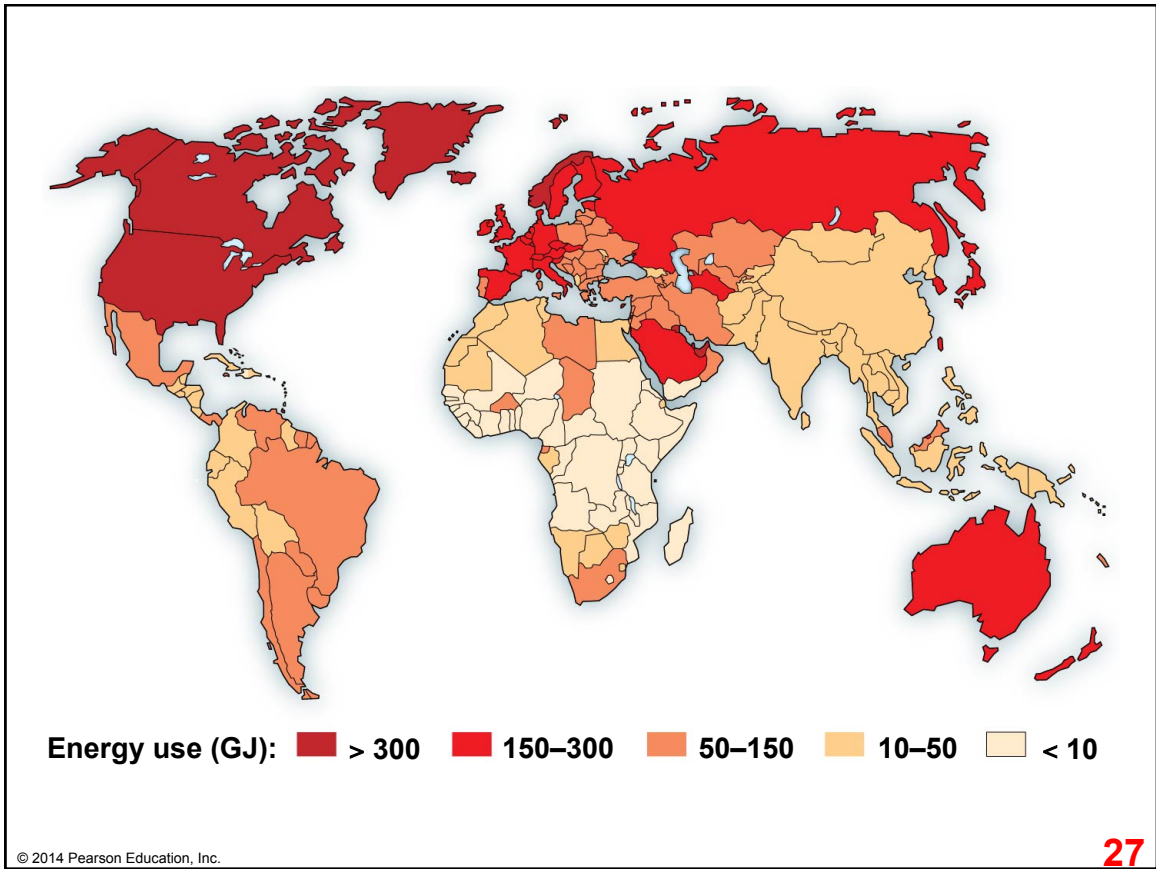 Energy use (GJ): > 300 150–300 50–150 10–50 < 10
© 2014 Pearson Education, Inc.
27